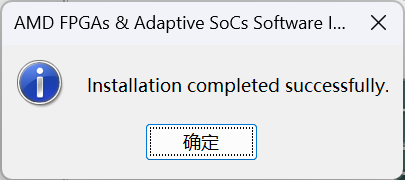 AMD FPGAs & Adaptive SoCs Software I...
Installation completed successfully.
确定